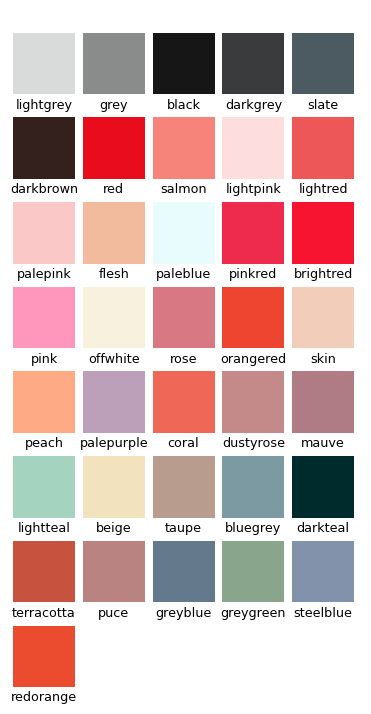 lightgrey grey black darkgrey slate
darkbrown red salmon lightpink lightred
palepink flesh paleblue pinkred brightred
pink offwhite rose orangered skin
peach palepurple coral dustyrose mauve
lightteal beige taupe bluegrey darkteal
terracotta puce greyblue greygreen steelblue
redorange